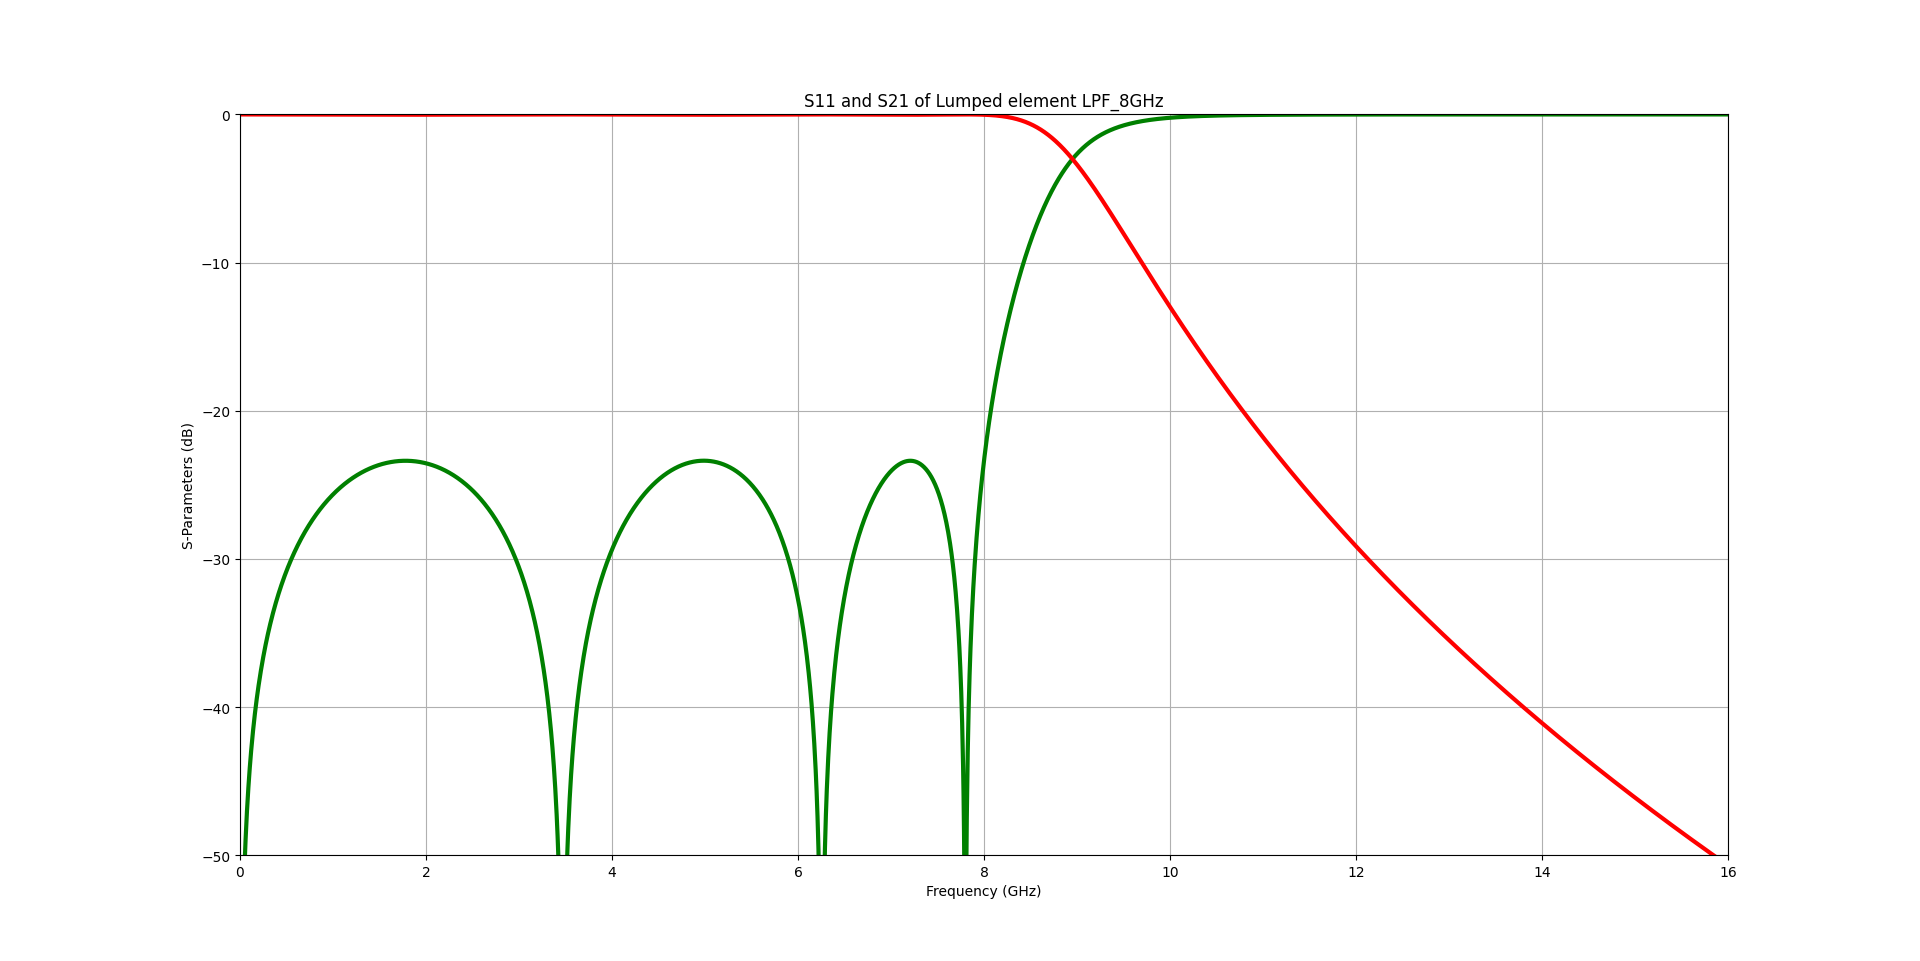 S11 and S21 of Lumped element LPF_8GHz
0
−10
−20
−30
−40
−50
S-Parameters (dB)
0 2 4 6 8 10 12 14 16
Frequency (GHz)